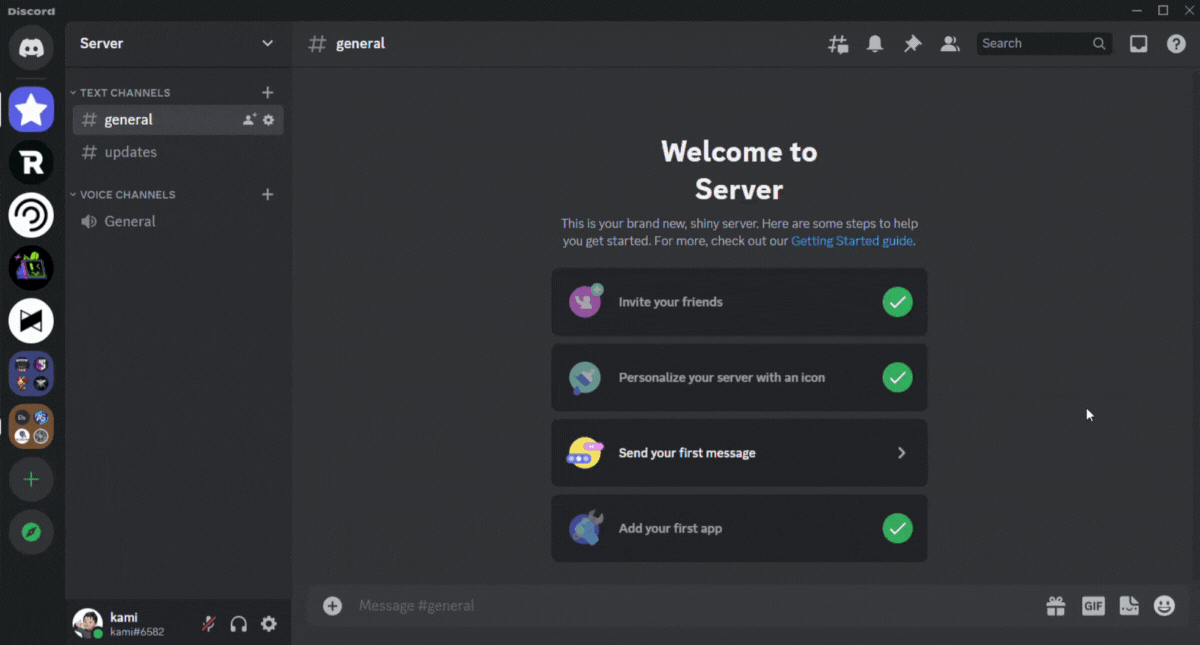 Discord
Server
general
Search
TEXT CHANNELS
general
updates
VOICE CHANNELS
General
Welcome to
Server
This is your brand new, shiny server. Here are some steps to help
you get started. For more, check out our Getting Started guide.
Invite your friends
Personalize your server with an icon
Send your first message
Add your first app
Message #general
GIF
kami
kami#6582